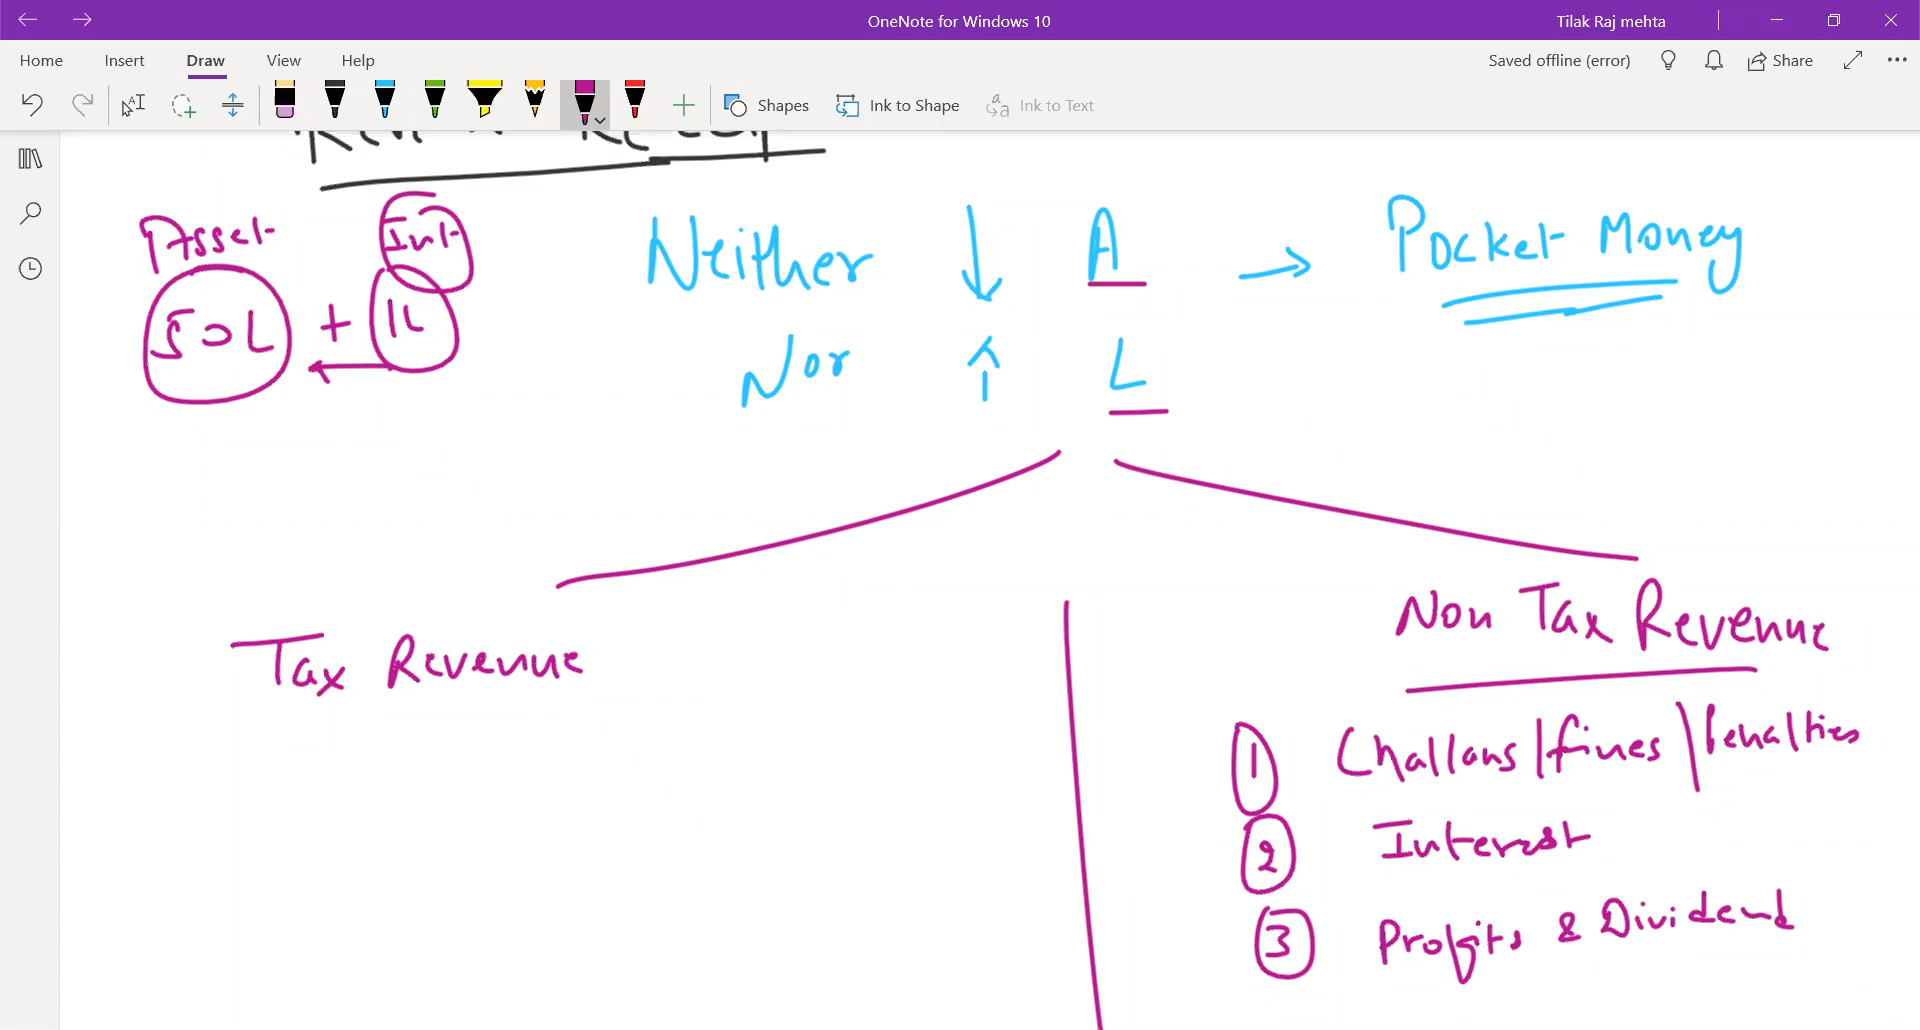 OneNote for Windows 10
Tilak Raj mehta
Home Insert Draw View Help
Saved offline (error) Share
Shapes Ink to Shape Ink to Text
Asset Int
50L + 1L
Neither ↓ A → Pocket Money
Nor ↑ L
Tax Revenue
Non Tax Revenue
1 Challans/fines/Penalties
2 Interest
3 Profits & Dividend